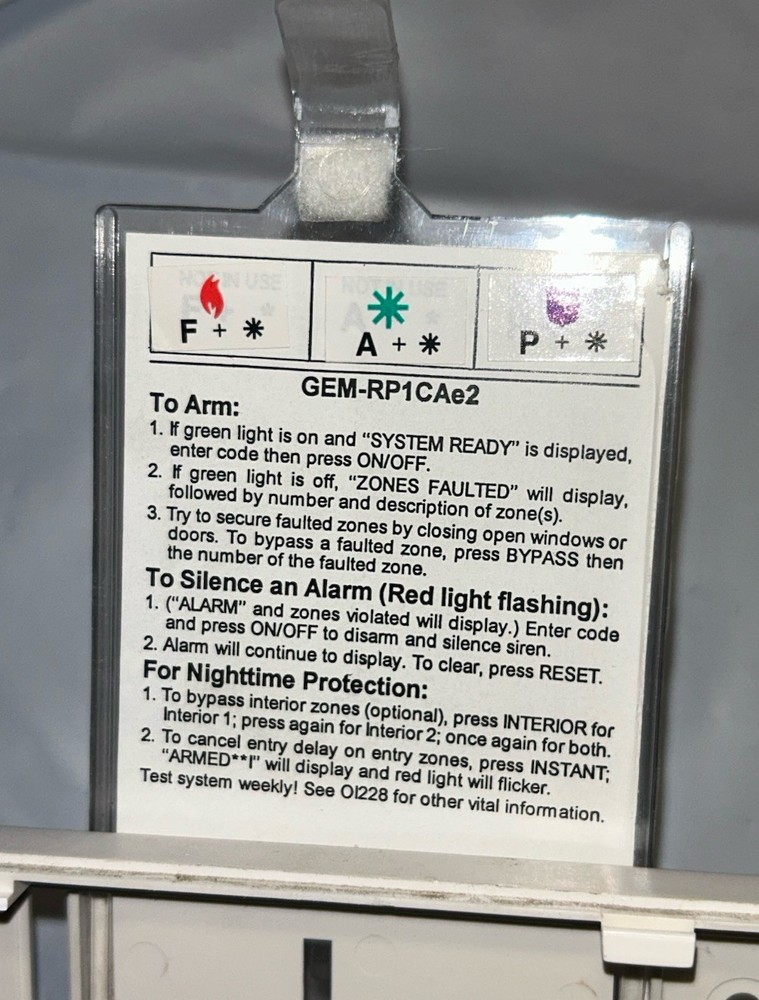 NOT IN USE
NOT IN USE
F + *
A + *
P + *
GEM-RP1CAe2
To Arm:
1. If green light is on and “SYSTEM READY” is displayed,
enter code then press ON/OFF.
2. If green light is off, “ZONES FAULTED” will display,
followed by number and description of zone(s).
3. Try to secure faulted zones by closing open windows or
doors. To bypass a faulted zone, press BYPASS then
the number of the faulted zone.
To Silence an Alarm (Red light flashing):
1. (“ALARM” and zones violated will display.) Enter code
and press ON/OFF to disarm and silence siren.
2. Alarm will continue to display. To clear, press RESET.
For Nighttime Protection:
1. To bypass interior zones (optional), press INTERIOR for
Interior 1; press again for Interior 2; once again for both.
2. To cancel entry delay on entry zones, press INSTANT;
“ARMED**I” will display and red light will flicker.
Test system weekly! See OI228 for other vital information.